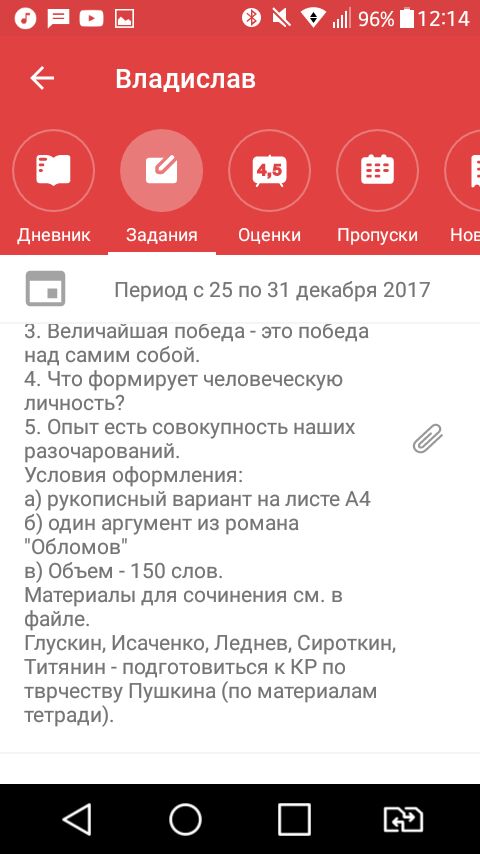 96% 12:14
Владислав
4,5
Дневник Задания Оценки Пропуски Нов
Период с 25 по 31 декабря 2017
3. Величайшая победа - это победа
над самим собой.
4. Что формирует человеческую
личность?
5. Опыт есть совокупность наших
разочарований.
Условия оформления:
а) рукописный вариант на листе А4
б) один аргумент из романа
"Обломов"
в) Объем - 150 слов.
Материалы для сочинения см. в
файле.
Глускин, Исаченко, Леднев, Сироткин,
Титянин - подготовиться к КР по
тврчеству Пушкина (по материалам
тетради).